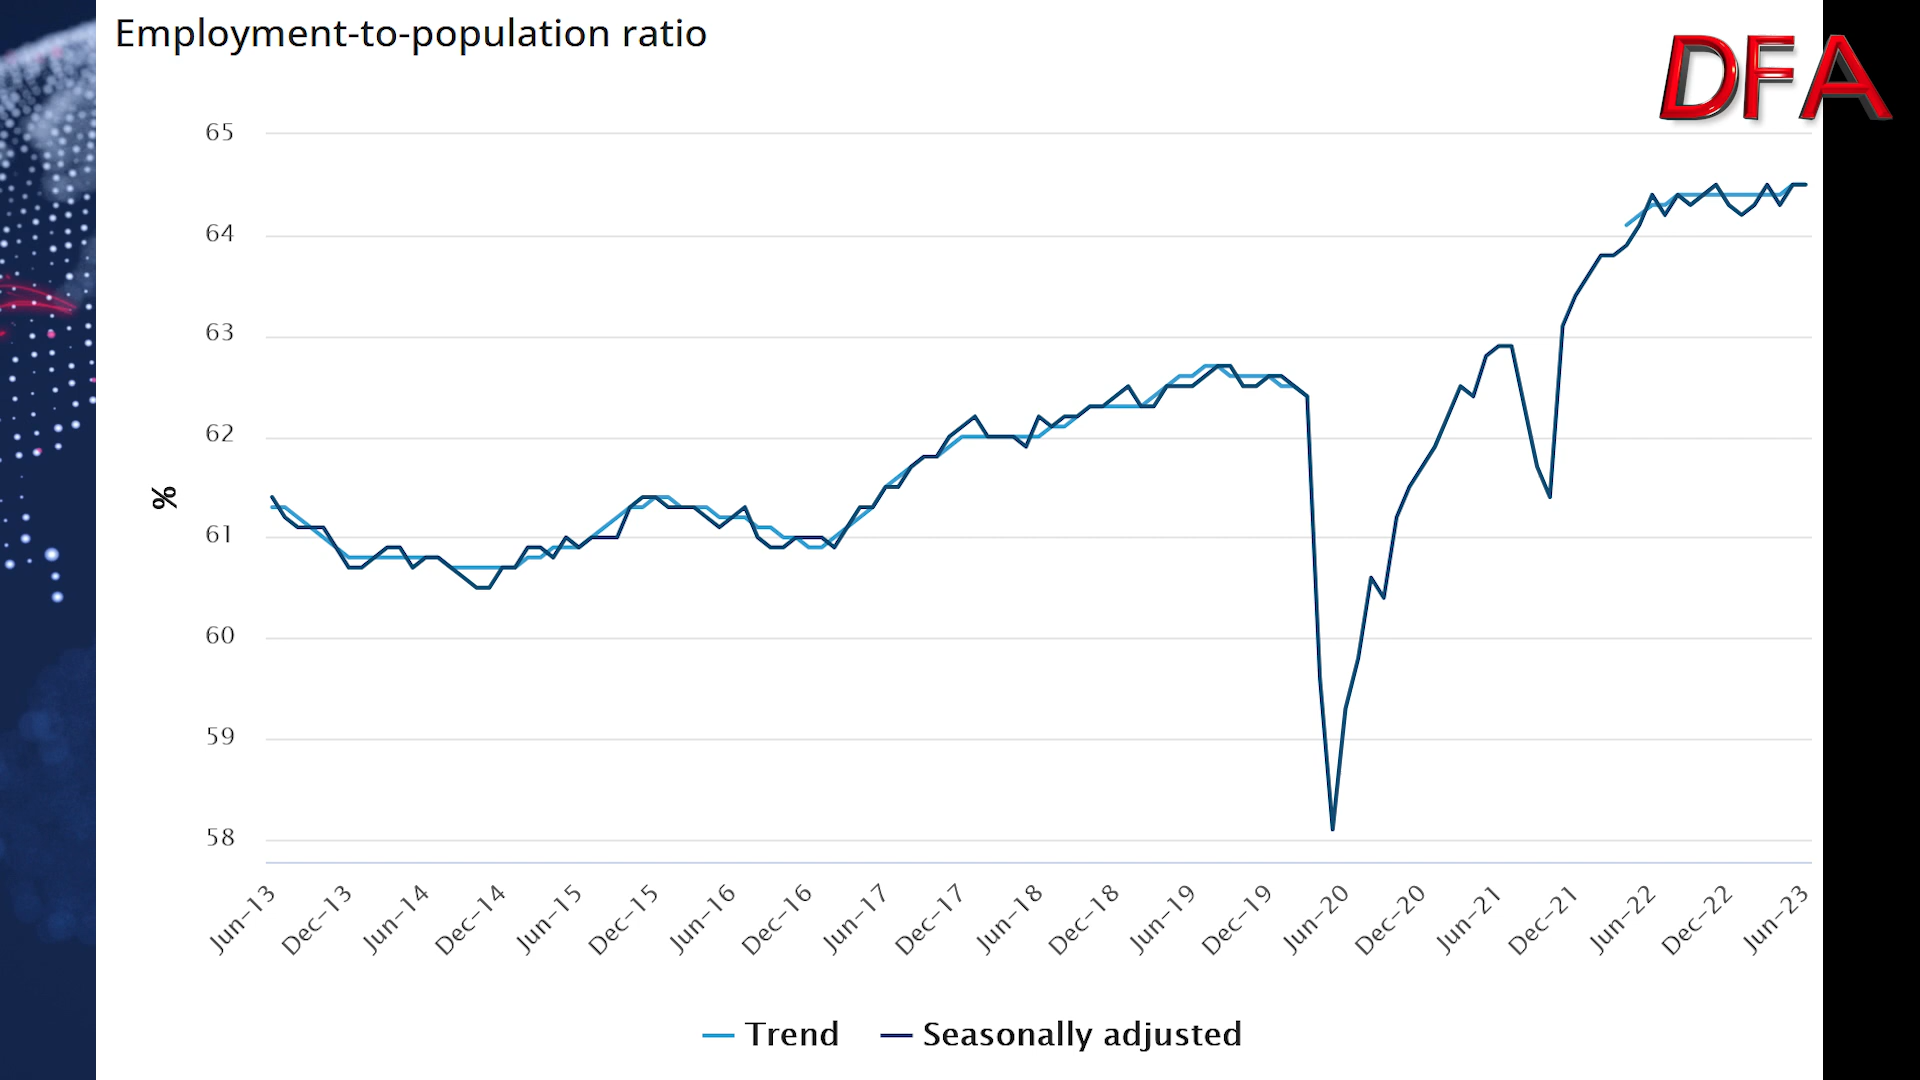 Employment-to-population ratio
DFA
65
64
63
62
61
60
59
58
%
Jun-13
Dec-13
Jun-14
Dec-14
Jun-15
Dec-15
Jun-16
Dec-16
Jun-17
Dec-17
Jun-18
Dec-18
Jun-19
Dec-19
Jun-20
Dec-20
Jun-21
Dec-21
Jun-22
Dec-22
Jun-23
Trend
Seasonally adjusted